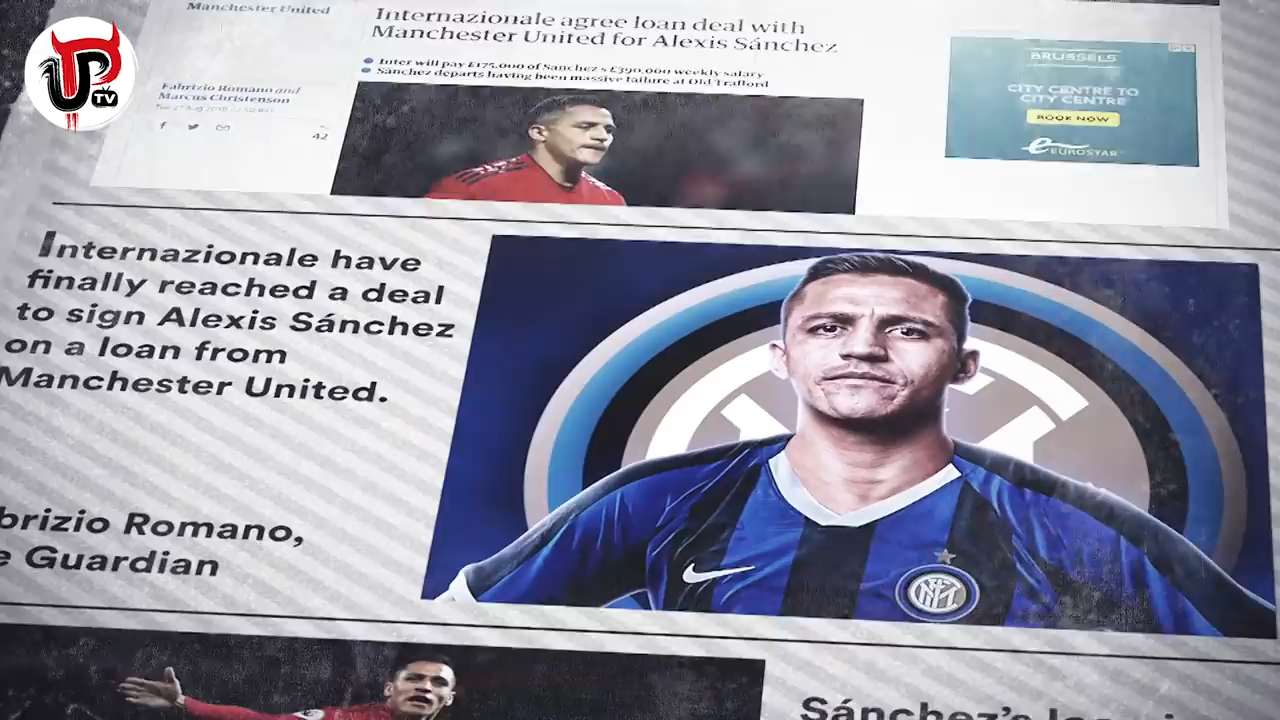 UP
TV
Manchester United
Internazionale agree loan deal with
Manchester United for Alexis Sánchez
Inter will pay £175,000 of Sánchez's £390,000 weekly salary
Sánchez departs having been massive failure at Old Trafford
Fabrizio Romano and
Marcus Christenson
42
BRUSSELS
CITY CENTRE TO
CITY CENTRE
BOOK NOW
EUROSTAR
Internazionale have
finally reached a deal
to sign Alexis Sánchez
on a loan from
Manchester United.
brizio Romano,
e Guardian